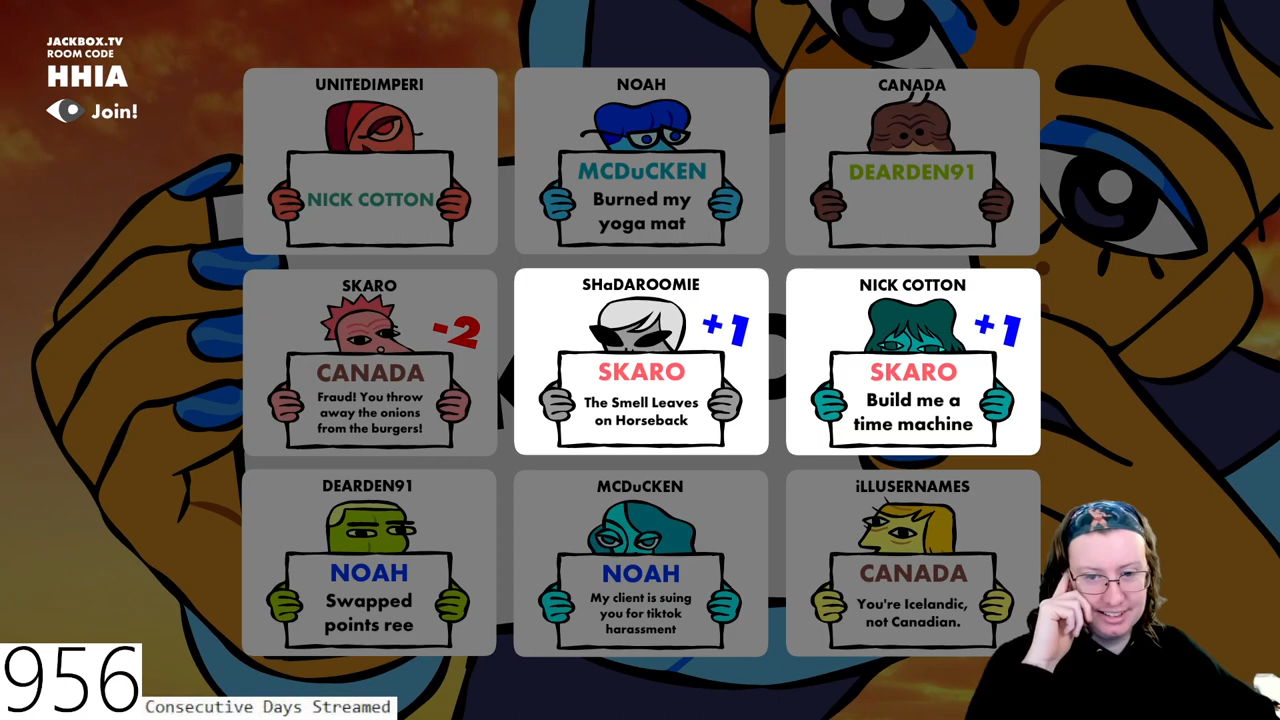 JACKBOX.TV
ROOM CODE
HHIA
Join!
UNITEDIMPERI
NICK COTTON
NOAH
MCDuCKEN
Burned my
yoga mat
CANADA
DEARDEN91
SKARO
-2
CANADA
Fraud! You throw
away the onions
from the burgers!
SHaDAROOMIE
+1
SKARO
The Smell Leaves
on Horseback
NICK COTTON
+1
SKARO
Build me a
time machine
DEARDEN91
NOAH
Swapped
points ree
MCDuCKEN
NOAH
My client is suing
you for tiktok
harassment
iLLUSERNAMES
CANADA
You're Icelandic,
not Canadian.
956
Consecutive Days Streamed